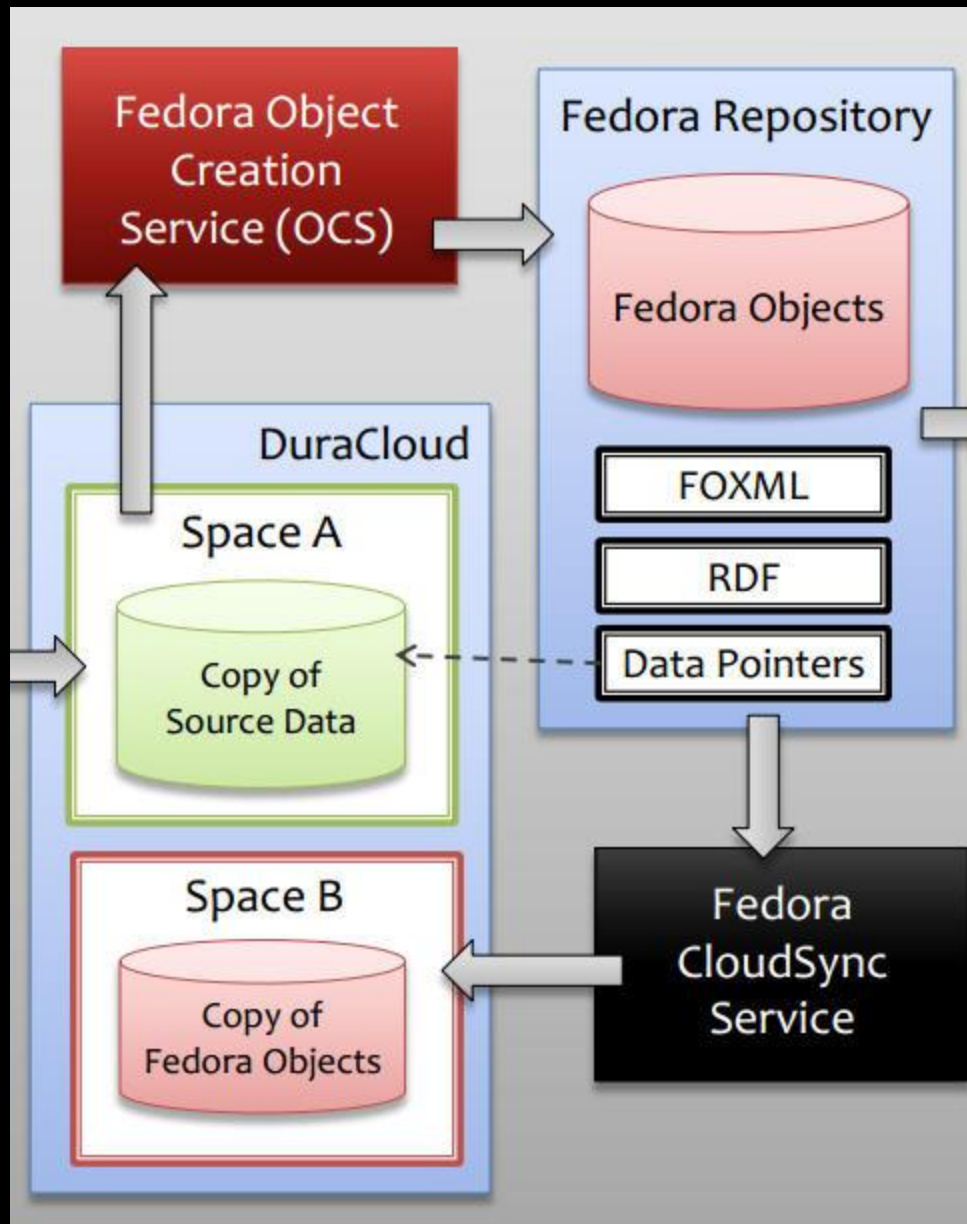 Fedora Object
Creation
Service (OCS)
Fedora Repository
Fedora Objects
FOXML
RDF
Data Pointers
DuraCloud
Space A
Copy of
Source Data
Space B
Copy of
Fedora Objects
Fedora
CloudSync
Service